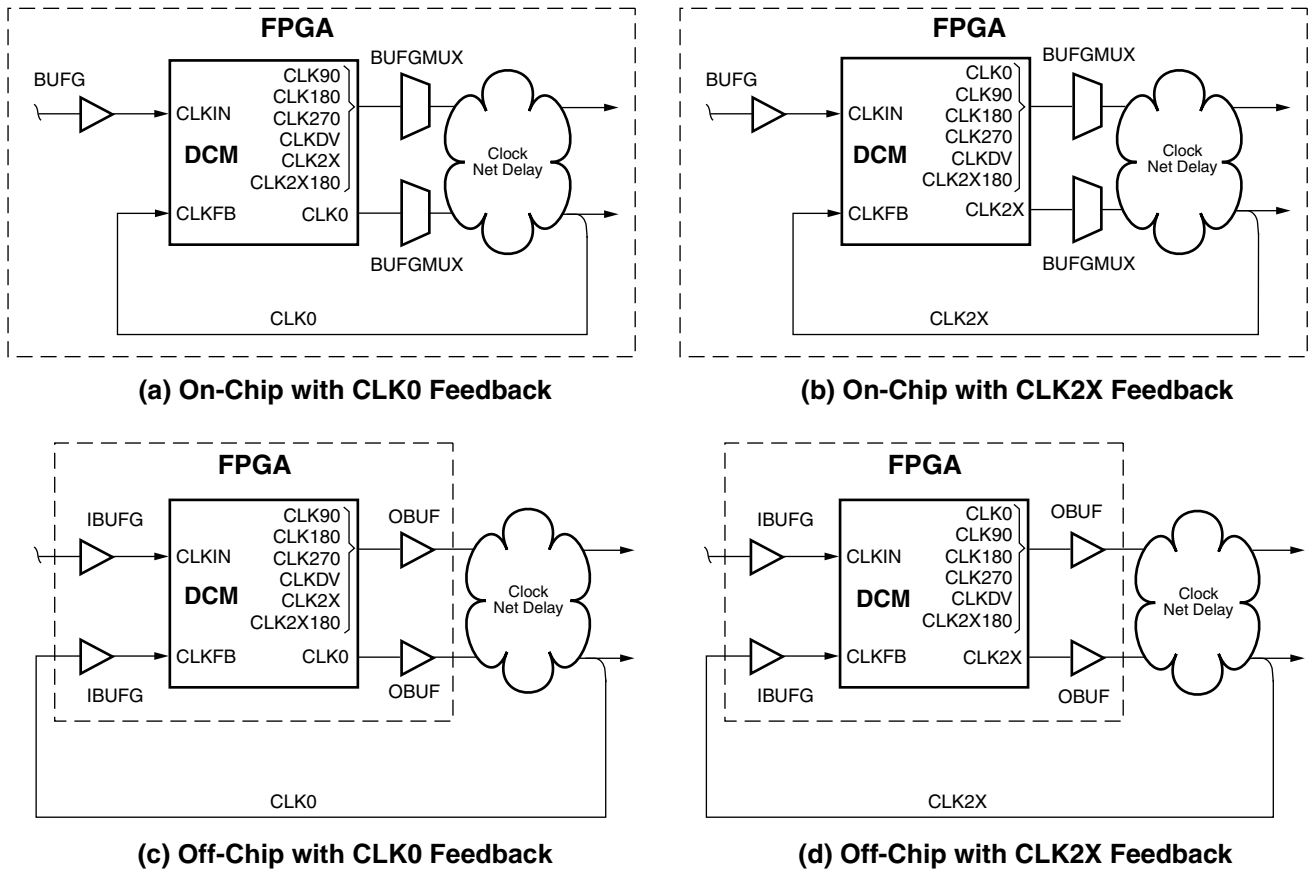 FPGA
BUFG
CLKIN
DCM
CLKFB
CLK90
CLK180
CLK270
CLKDV
CLK2X
CLK2X180
CLK0
BUFGMUX
BUFGMUX
Clock
Net Delay
CLK0
(a) On-Chip with CLK0 Feedback
FPGA
BUFG
CLKIN
DCM
CLKFB
CLK0
CLK90
CLK180
CLK270
CLKDV
CLK2X180
CLK2X
BUFGMUX
BUFGMUX
Clock
Net Delay
CLK2X
(b) On-Chip with CLK2X Feedback
FPGA
IBUFG
IBUFG
CLKIN
DCM
CLKFB
CLK90
CLK180
CLK270
CLKDV
CLK2X
CLK2X180
CLK0
OBUF
OBUF
Clock
Net Delay
CLK0
(c) Off-Chip with CLK0 Feedback
FPGA
IBUFG
IBUFG
CLKIN
DCM
CLKFB
CLK0
CLK90
CLK180
CLK270
CLKDV
CLK2X180
CLK2X
OBUF
OBUF
Clock
Net Delay
CLK2X
(d) Off-Chip with CLK2X Feedback